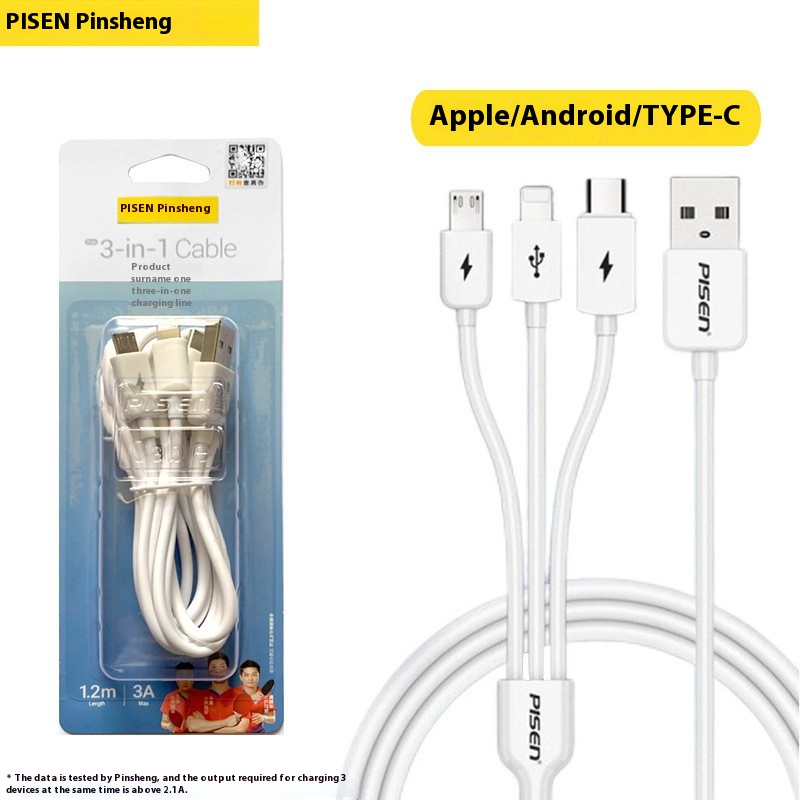 PISEN Pinsheng
Apple/Android/TYPE-C
PISEN Pinsheng
3-in-1 Cable
Product
surname one
three-in-one
charging line
PISEN
PISEN
PISEN
1.2m
Length
3A
Max
* The data is tested by Pinsheng, and the output required for charging 3
devices at the same time is above 2.1A.